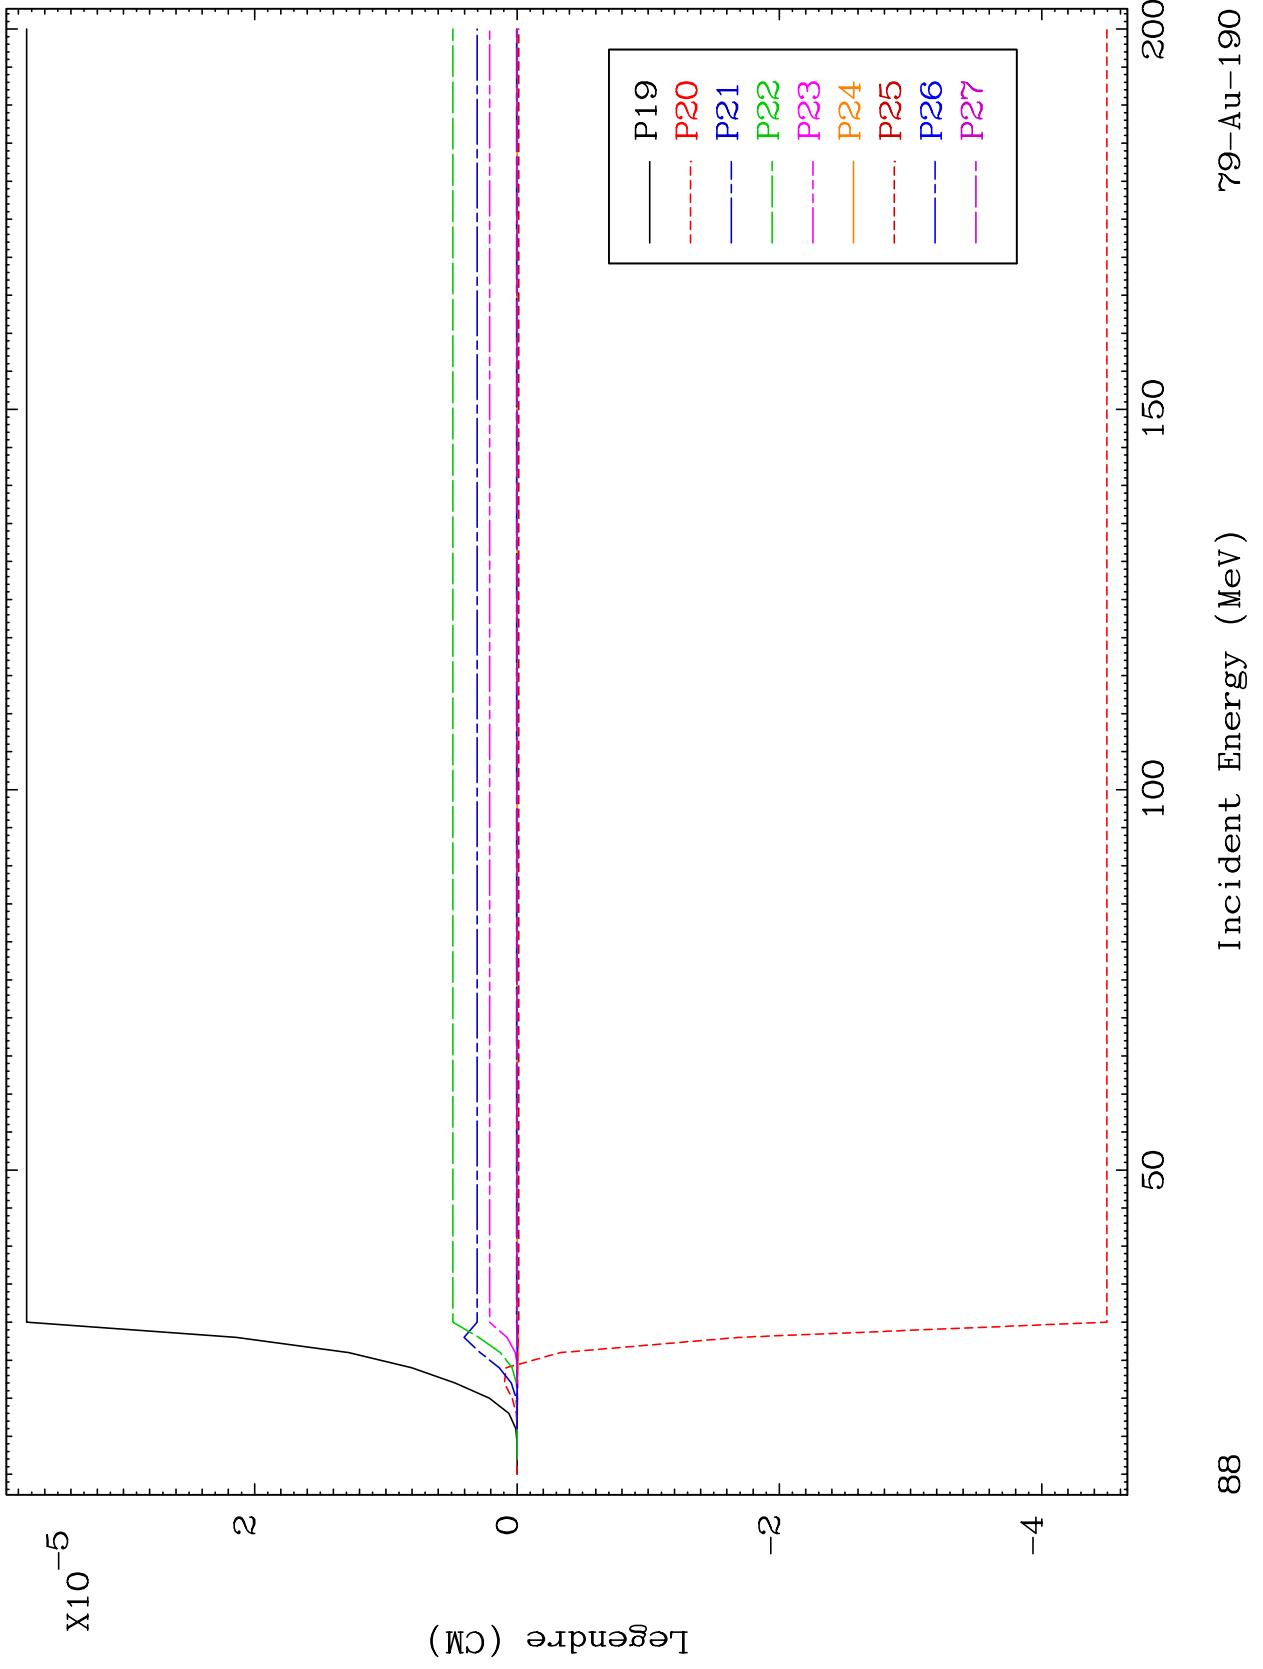 X10-5
2
0
-2
-4
Legendre (CM)
P19
P20
P21
P22
P23
P24
P25
P26
P27
50
100
150
200
Incident Energy (MeV)
88
79-Au-190